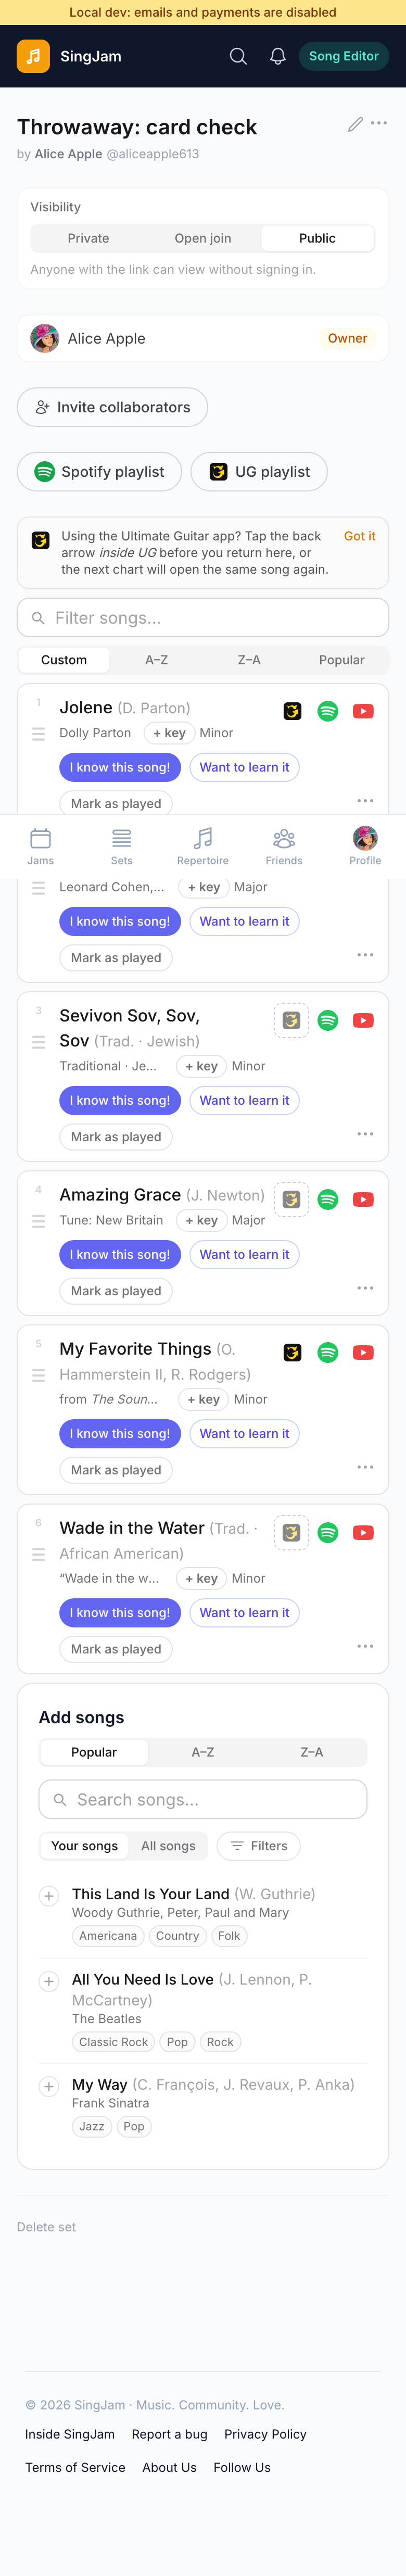 Local dev: emails and payments are disabled
SingJam
Song Editor
Throwaway: card check
by Alice Apple @aliceapple613
Visibility
Private
Open join
Public
Anyone with the link can view without signing in.
Alice Apple
Owner
Invite collaborators
Spotify playlist
UG playlist
Using the Ultimate Guitar app? Tap the back
Got it
arrow inside UG before you return here, or
the next chart will open the same song again.
Filter songs...
Custom
A–Z
Z–A
Popular
1
Jolene (D. Parton)
Dolly Parton
+ key
Minor
I know this song!
Want to learn it
Mark as played
Jams
Sets
Repertoire
Friends
Profile
Leonard Cohen,...
+ key
Major
I know this song!
Want to learn it
Mark as played
3
Sevivon Sov, Sov,
Sov (Trad. · Jewish)
Traditional · Je...
+ key
Minor
I know this song!
Want to learn it
Mark as played
4
Amazing Grace (J. Newton)
Tune: New Britain
+ key
Major
I know this song!
Want to learn it
Mark as played
5
My Favorite Things (O.
Hammerstein II, R. Rodgers)
from The Soun...
+ key
Minor
I know this song!
Want to learn it
Mark as played
6
Wade in the Water (Trad. ·
African American)
“Wade in the w...
+ key
Minor
I know this song!
Want to learn it
Mark as played
Add songs
Popular
A–Z
Z–A
Search songs...
Your songs
All songs
Filters
This Land Is Your Land (W. Guthrie)
Woody Guthrie, Peter, Paul and Mary
Americana
Country
Folk
All You Need Is Love (J. Lennon, P.
McCartney)
The Beatles
Classic Rock
Pop
Rock
My Way (C. François, J. Revaux, P. Anka)
Frank Sinatra
Jazz
Pop
Delete set
© 2026 SingJam · Music. Community. Love.
Inside SingJam
Report a bug
Privacy Policy
Terms of Service
About Us
Follow Us